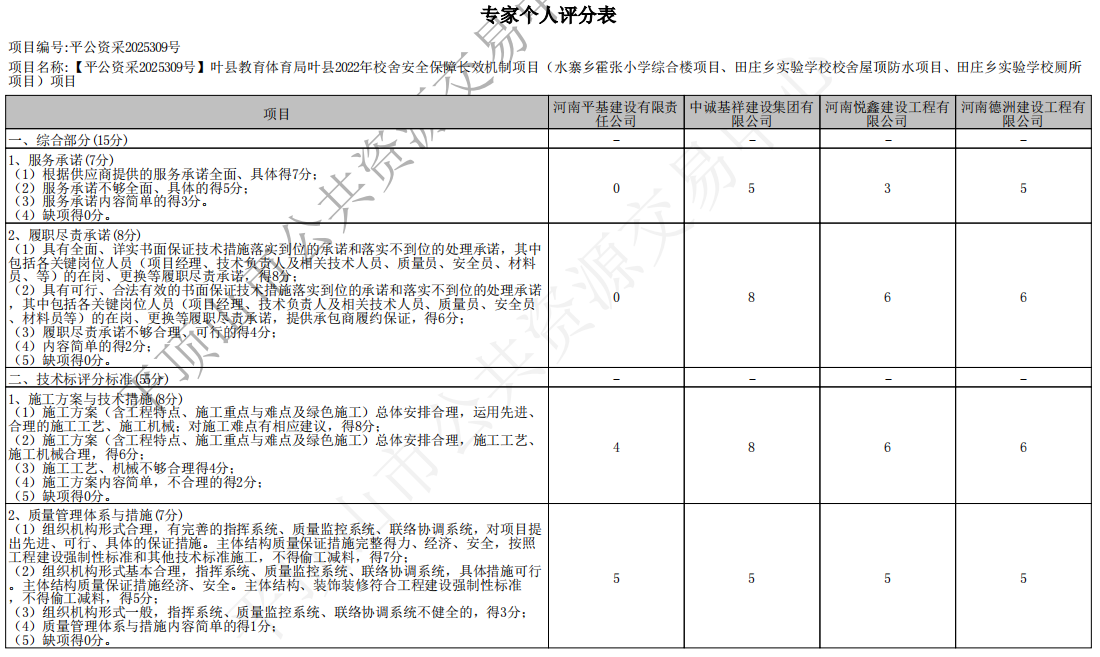 专家个人评分表
项目编号:平公资采2025309号
项目名称:【平公资采2025309号】叶县教育体育局叶县2022年校舍安全保障长效机制项目（水寨乡霍张小学综合楼项目、田庄乡实验学校校舍屋顶防水项目、田庄乡实验学校厕所
项目）项目
项目 河南平基建设有限责 中诚基祥建设集团有 河南悦鑫建设工程有 河南德洲建设工程有
任公司 限公司 限公司 限公司
一、综合部分(15分) - - - -
1、服务承诺(7分)
（1）根据供应商提供的服务承诺全面、具体得7分；
（2）服务承诺不够全面、具体的得5分；
（3）服务承诺内容简单的得3分。
（4）缺项得0分。
0 5 3 5
2、履职尽责承诺(8分)
（1）具有全面、详实书面保证技术措施落实到位的承诺和落实不到位的处理承诺，其中
包括各关键岗位人员（项目经理、技术负责人及相关技术人员、质量员、安全员、材料
员、等）的在岗、更换等履职尽责承诺，得8分；
（2）具有可行、合法有效的书面保证技术措施落实到位的承诺和落实不到位的处理承诺
，其中包括各关键岗位人员（项目经理、技术负责人及相关技术人员、质量员、安全员
、材料员等）的在岗、更换等履职尽责承诺，提供承包商履约保证，得6分；
（3）履职尽责承诺不够合理、可行的得4分；
（4）内容简单的得2分；
（5）缺项得0分。
0 8 6 6
二、技术标评分标准(55分) - - - -
1、施工方案与技术措施(8分)
（1）施工方案（含工程特点、施工重点与难点及绿色施工）总体安排合理，运用先进、
合理的施工工艺、施工机械；对施工难点有相应建议，得8分；
（2）施工方案（含工程特点、施工重点与难点及绿色施工）总体安排合理，施工工艺、
施工机械合理，得6分；
（3）施工工艺、机械不够合理得4分；
（4）施工方案内容简单，不合理的得2分；
（5）缺项得0分。
4 8 6 6
2、质量管理体系与措施(7分)
（1）组织机构形式合理，有完善的指挥系统、质量监控系统、联络协调系统，对项目提
出先进、可行、具体的保证措施。主体结构质量保证措施完整得力、经济、安全，按照
工程建设强制性标准和其他技术标准施工，不得偷工减料，得7分；
（2）组织机构形式基本合理，指挥系统、质量监控系统、联络协调系统，具体措施可行
。主体结构质量保证措施经济、安全。主体结构、装饰装修符合工程建设强制性标准
，不得偷工减料，得5分；
（3）组织机构形式一般，指挥系统、质量监控系统、联络协调系统不健全的，得3分；
（4）质量管理体系与措施内容简单的得1分；
（5）缺项得0分。
5 5 5 5
平顶山市公共资源交易中心
平顶山市公共资源交易中心